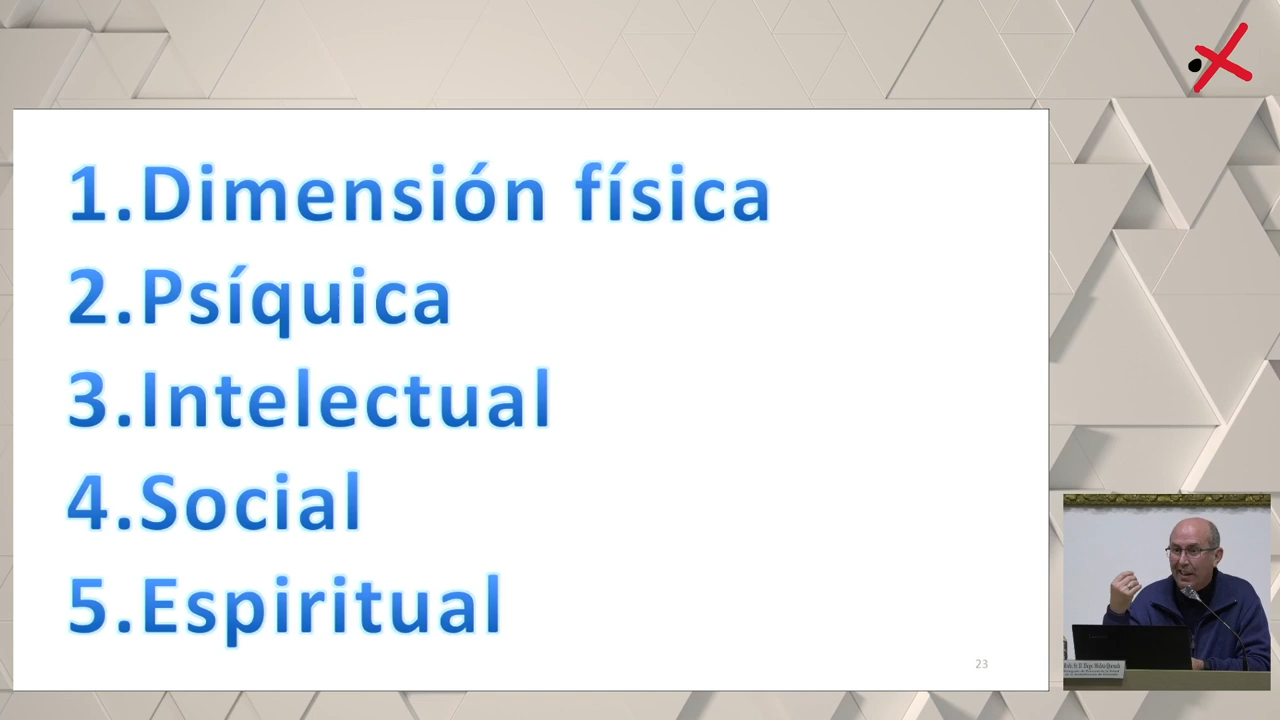 1.Dimensión física
2.Psíquica
3.Intelectual
4.Social
5.Espiritual
23